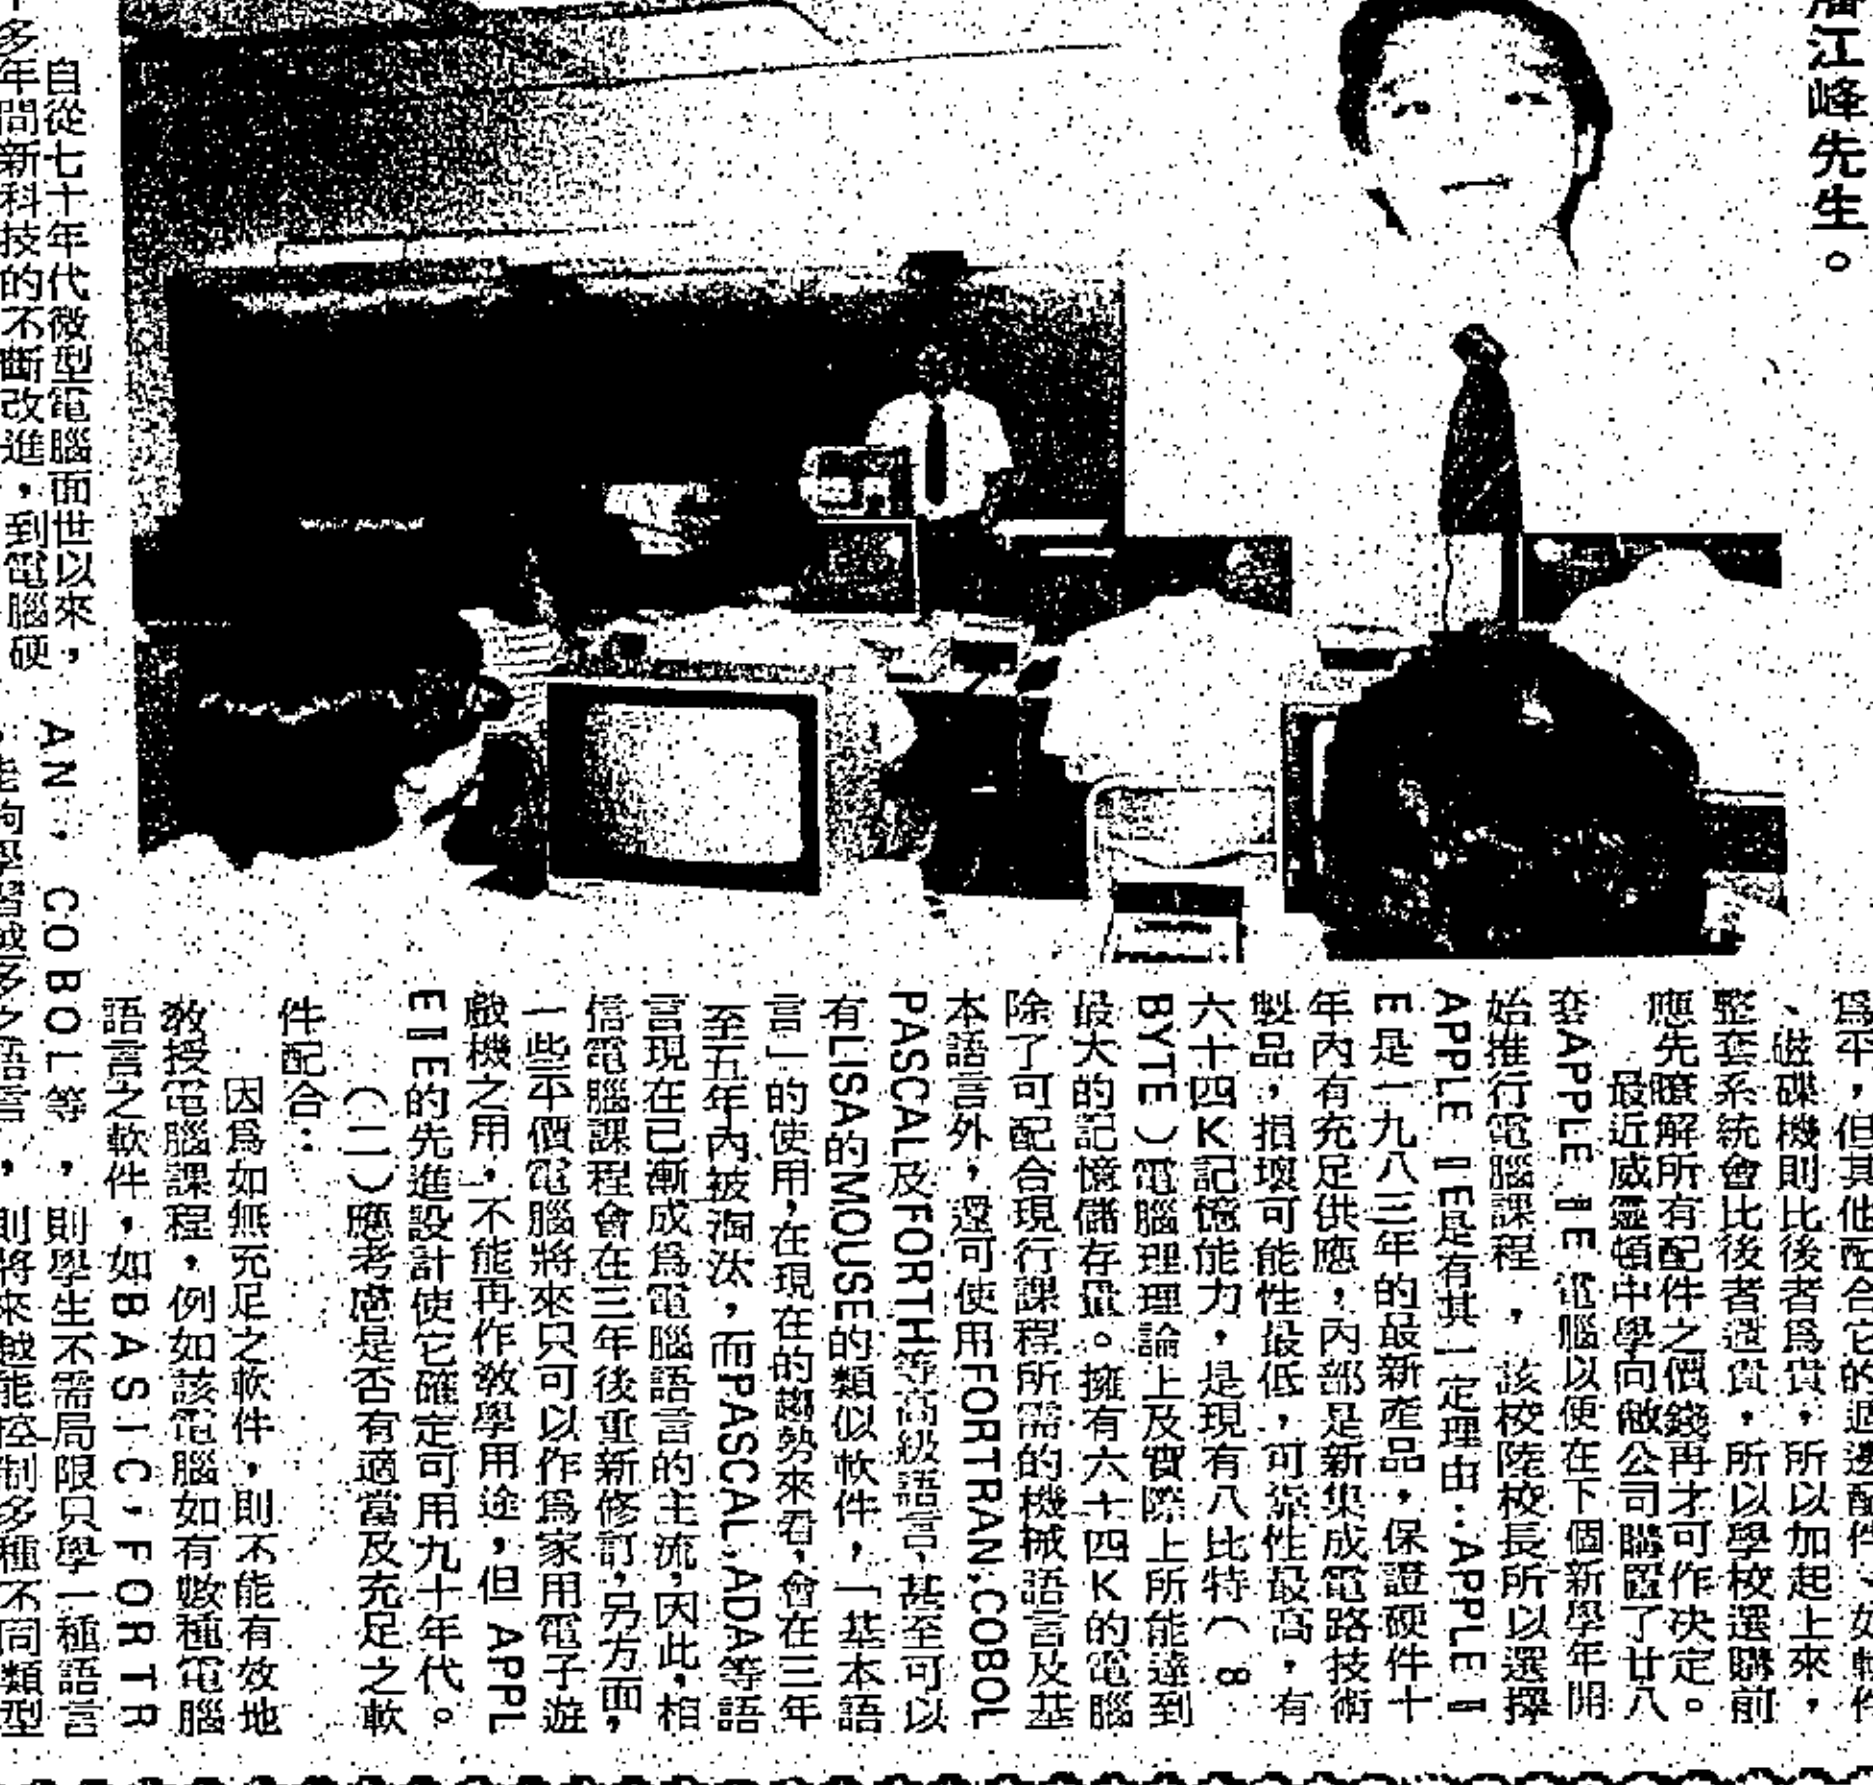 潘江峰先生。
自從七十年代微型電腦面世以來，
多年間新科技的不斷改進，到電腦硬
爲平，但其他配合它的週邊配件、如軟件
、磁碟機則比後者爲貴，所以加起上來，
整套系統會比後者還貴，所以學校選購前
應先瞭解所有配件之價錢再才可作决定。
最近威靈頓中學向敝公司購置了廿八
套APPLE ⅡE電腦以便在下個新學年開
始推行電腦課程，該校陸校長所以選擇
APPLE ⅡE是有其一定理由：APPLE Ⅱ
E是一九八三年的最新產品，保證硬件十
年內有充足供應，內部是新集成電路技術
製品，損壞可能性最低，可靠性最高，有
六十四K記憶能力，是現有八比特（8
BYTE）電腦理理論上及實際上所能達到
最大的記憶儲存量。擁有六十四K的電腦
除了可配合現行課程所需的機械語言及基
本語言外，還可使用FORTRAN,COBOL
PASCAL及FORTH等高級語言，甚至可以
有LISA的MOUSE的類似軟件，「基本語
言」的使用，在現在的趨勢來看，會在三年
至五年內被淘汰，而PASCAL,ADA等語
言現在已漸成爲電腦語言的主流，因此，相
信電腦課程會在三年後重新修訂，另方面，
一些平價電腦將來只可以作爲家用電子遊
戲機之用，不能再作教學用途，但 APPL
EⅡE的先進設計使它確定可用九十年代。
（二）應考慮是否有適當及充足之軟
件配合：
因爲如無充足之軟件，則不能有效地
教授電腦課程，例如該電腦如有數種電腦
語言之軟件，如BASIC，FORTR
AN，COBOL等，則學生不需局限只學一種語言
，能夠學習越多之語言，則將來越能控制多種不同類型